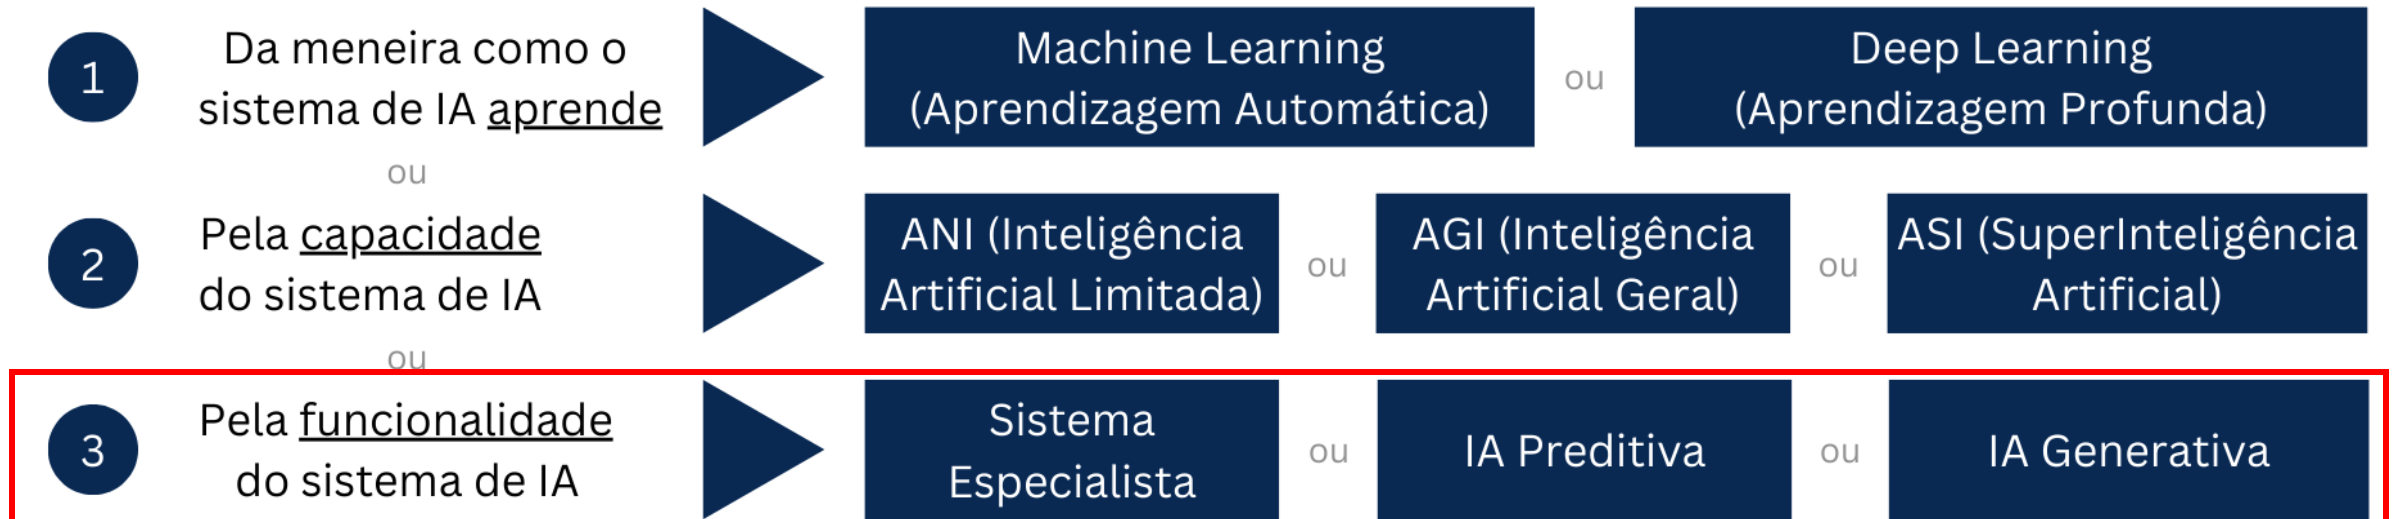 1
Da meneira como o
sistema de IA aprende
Machine Learning
(Aprendizagem Automática)
ou
Deep Learning
(Aprendizagem Profunda)
ou
2
Pela capacidade
do sistema de IA
ANI (Inteligência
Artificial Limitada)
ou
AGI (Inteligência
Artificial Geral)
ou
ASI (SuperInteligência
Artificial)
ou
3
Pela funcionalidade
do sistema de IA
Sistema
Especialista
ou
IA Preditiva
ou
IA Generativa